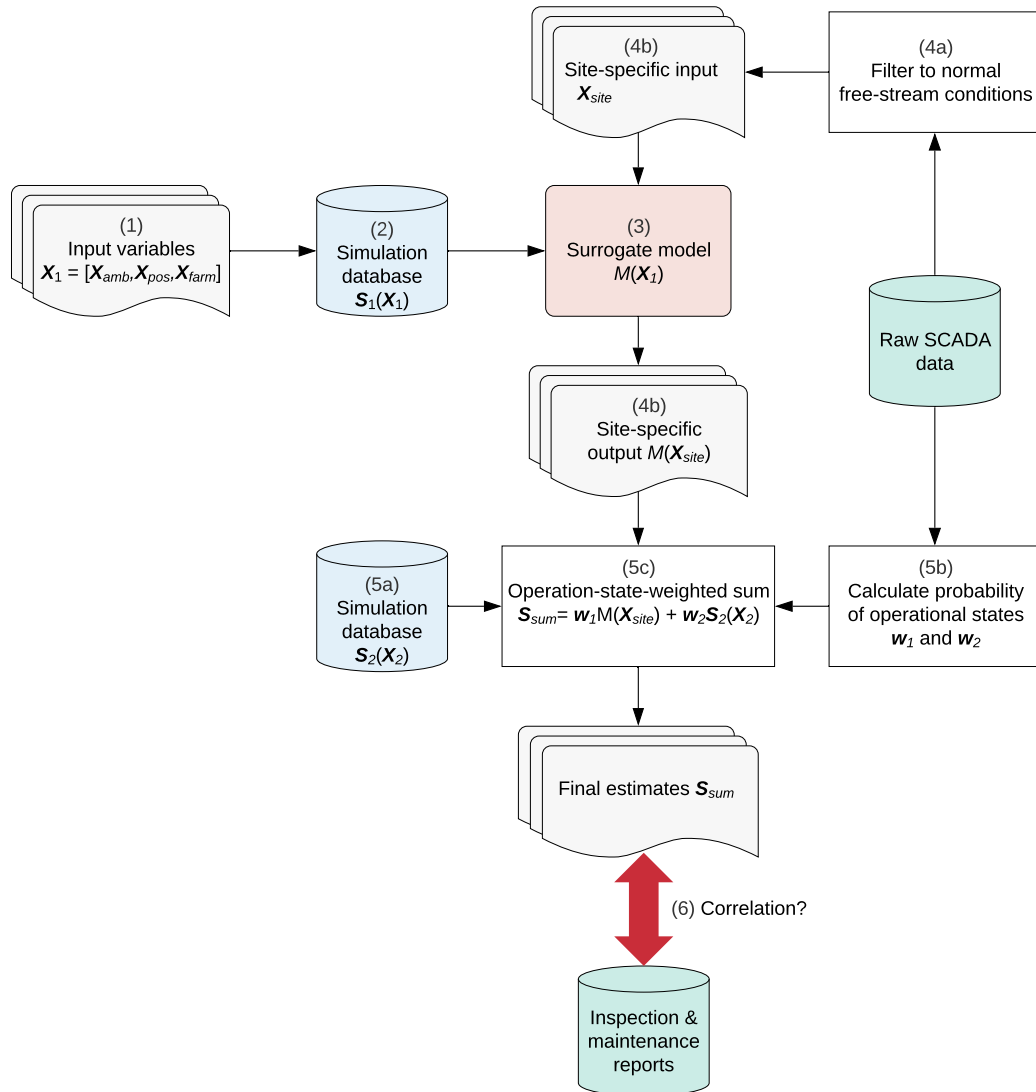 (4b)
Site-specific input
X_site
(4a)
Filter to normal
free-stream conditions
(1)
Input variables
X_1 = [X_amb,X_pos,X_farm]
(2)
Simulation
database
S_1(X_1)
(3)
Surrogate model
M(X_1)
Raw SCADA
data
(4b)
Site-specific
output M(X_site)
(5a)
Simulation
database
S_2(X_2)
(5c)
Operation-state-weighted sum
S_sum= w_1M(X_site) + w_2S_2(X_2)
(5b)
Calculate probability
of operational states
w_1 and w_2
Final estimates S_sum
(6) Correlation?
Inspection &
maintenance
reports